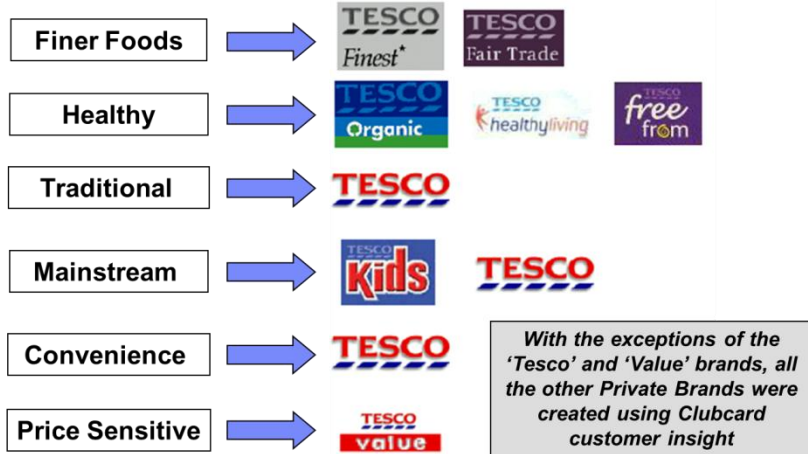 Finer Foods
TESCO
Finest*
TESCO
Fair Trade
Healthy
TESCO
Organic
TESCO
healthyliving
TESCO
free
from
Traditional
TESCO
Mainstream
TESCO
Kids
TESCO
Convenience
TESCO
Price Sensitive
TESCO
value
With the exceptions of the
‘Tesco’ and ‘Value’ brands, all
the other Private Brands were
created using Clubcard
customer insight